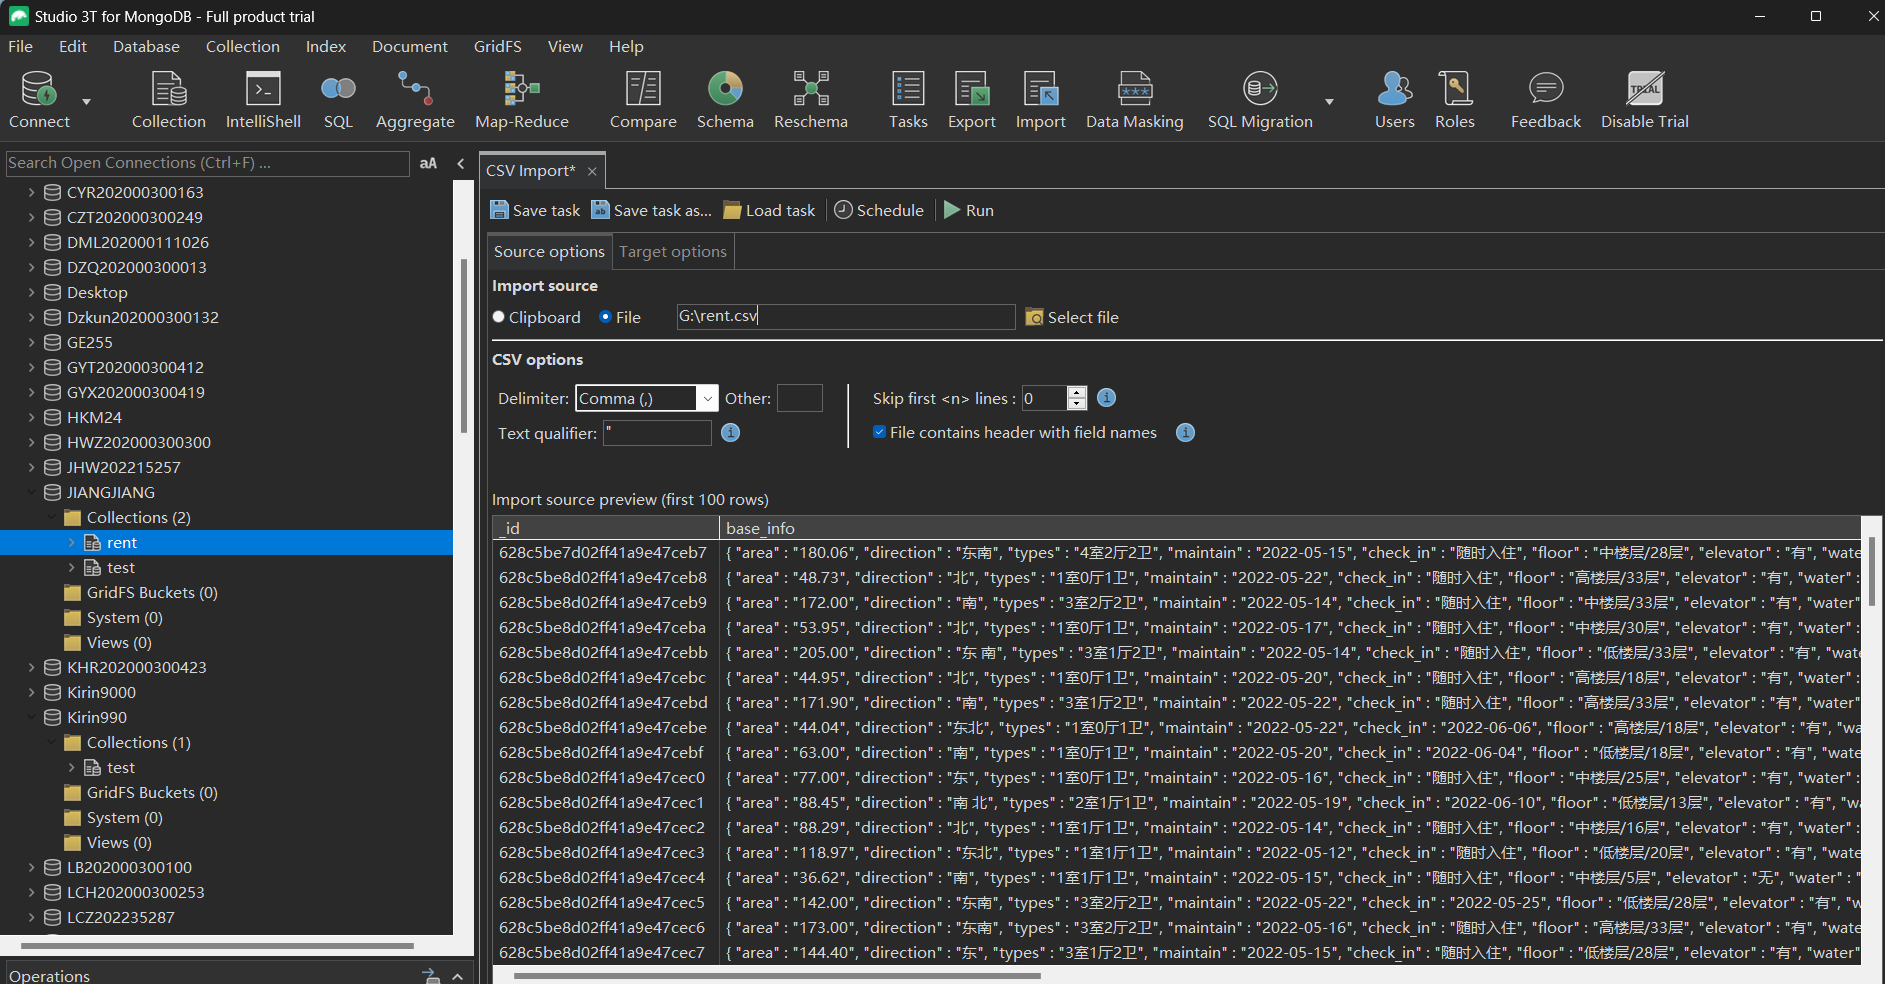 Studio 3T for MongoDB - Full product trial
File Edit Database Collection Index Document GridFS View Help
Connect Collection IntelliShell SQL Aggregate Map-Reduce Compare Schema Reschema Tasks Export Import Data Masking SQL Migration Users Roles Feedback Disable Trial
TRIAL
Search Open Connections (Ctrl+F) ... aA
CYR202000300163
CZT202000300249
DML202000111026
DZQ202000300013
Desktop
Dzkun202000300132
GE255
GYT202000300412
GYX202000300419
HKM24
HWZ202000300300
JHW202215257
JIANGJIANG
Collections (2)
rent
test
GridFS Buckets (0)
System (0)
Views (0)
KHR202000300423
Kirin9000
Kirin990
Collections (1)
test
GridFS Buckets (0)
System (0)
Views (0)
LB202000300100
LCH202000300253
LCZ202235287
Operations
CSV Import*
Save task Save task as... Load task Schedule Run
Source options Target options
Import source
Clipboard File G:\rent.csv Select file
CSV options
Delimiter: Comma (,) Other: Skip first <n> lines : 0
Text qualifier: " File contains header with field names
Import source preview (first 100 rows)
_id base_info
628c5be7d02ff41a9e47ceb7 { "area" : "180.06", "direction" : "东南", "types" : "4室2厅2卫", "maintain" : "2022-05-15", "check_in" : "随时入住", "floor" : "中楼层/28层", "elevator" : "有", "wate
628c5be8d02ff41a9e47ceb8 { "area" : "48.73", "direction" : "北", "types" : "1室0厅1卫", "maintain" : "2022-05-22", "check_in" : "随时入住", "floor" : "高楼层/33层", "elevator" : "有", "water" :
628c5be8d02ff41a9e47ceb9 { "area" : "172.00", "direction" : "南", "types" : "3室2厅2卫", "maintain" : "2022-05-14", "check_in" : "随时入住", "floor" : "中楼层/33层", "elevator" : "有", "water"
628c5be8d02ff41a9e47ceba { "area" : "53.95", "direction" : "北", "types" : "1室0厅1卫", "maintain" : "2022-05-17", "check_in" : "随时入住", "floor" : "中楼层/30层", "elevator" : "有", "water" :
628c5be8d02ff41a9e47cebb { "area" : "205.00", "direction" : "东 南", "types" : "3室1厅2卫", "maintain" : "2022-05-14", "check_in" : "随时入住", "floor" : "低楼层/33层", "elevator" : "有", "wate
628c5be8d02ff41a9e47cebc { "area" : "44.95", "direction" : "北", "types" : "1室0厅1卫", "maintain" : "2022-05-20", "check_in" : "随时入住", "floor" : "高楼层/18层", "elevator" : "有", "water" :
628c5be8d02ff41a9e47cebd { "area" : "171.90", "direction" : "南", "types" : "3室1厅2卫", "maintain" : "2022-05-22", "check_in" : "随时入住", "floor" : "高楼层/33层", "elevator" : "有", "water"
628c5be8d02ff41a9e47cebe { "area" : "44.04", "direction" : "东北", "types" : "1室0厅1卫", "maintain" : "2022-05-22", "check_in" : "2022-06-06", "floor" : "高楼层/18层", "elevator" : "有", "wa
628c5be8d02ff41a9e47cebf { "area" : "63.00", "direction" : "南", "types" : "1室0厅1卫", "maintain" : "2022-05-20", "check_in" : "2022-06-04", "floor" : "低楼层/18层", "elevator" : "有", "wate
628c5be8d02ff41a9e47cec0 { "area" : "77.00", "direction" : "东", "types" : "1室0厅1卫", "maintain" : "2022-05-16", "check_in" : "随时入住", "floor" : "中楼层/25层", "elevator" : "有", "water" :
628c5be8d02ff41a9e47cec1 { "area" : "88.45", "direction" : "南 北", "types" : "2室1厅1卫", "maintain" : "2022-05-19", "check_in" : "2022-06-10", "floor" : "低楼层/13层", "elevator" : "有", "wa
628c5be8d02ff41a9e47cec2 { "area" : "88.29", "direction" : "北", "types" : "1室1厅1卫", "maintain" : "2022-05-14", "check_in" : "随时入住", "floor" : "中楼层/16层", "elevator" : "有", "water" :
628c5be8d02ff41a9e47cec3 { "area" : "118.97", "direction" : "东北", "types" : "1室1厅1卫", "maintain" : "2022-05-12", "check_in" : "随时入住", "floor" : "低楼层/20层", "elevator" : "有", "wate
628c5be8d02ff41a9e47cec4 { "area" : "36.62", "direction" : "南", "types" : "1室1厅1卫", "maintain" : "2022-05-15", "check_in" : "随时入住", "floor" : "中楼层/5层", "elevator" : "无", "water" : "
628c5be8d02ff41a9e47cec5 { "area" : "142.00", "direction" : "东南", "types" : "3室2厅2卫", "maintain" : "2022-05-22", "check_in" : "2022-05-25", "floor" : "低楼层/28层", "elevator" : "有", "w
628c5be8d02ff41a9e47cec6 { "area" : "173.00", "direction" : "东南", "types" : "3室2厅2卫", "maintain" : "2022-05-16", "check_in" : "随时入住", "floor" : "高楼层/33层", "elevator" : "有", "wate
628c5be8d02ff41a9e47cec7 { "area" : "144.40", "direction" : "东", "types" : "3室1厅2卫", "maintain" : "2022-05-15", "check_in" : "随时入住", "floor" : "低楼层/28层", "elevator" : "有", "water"